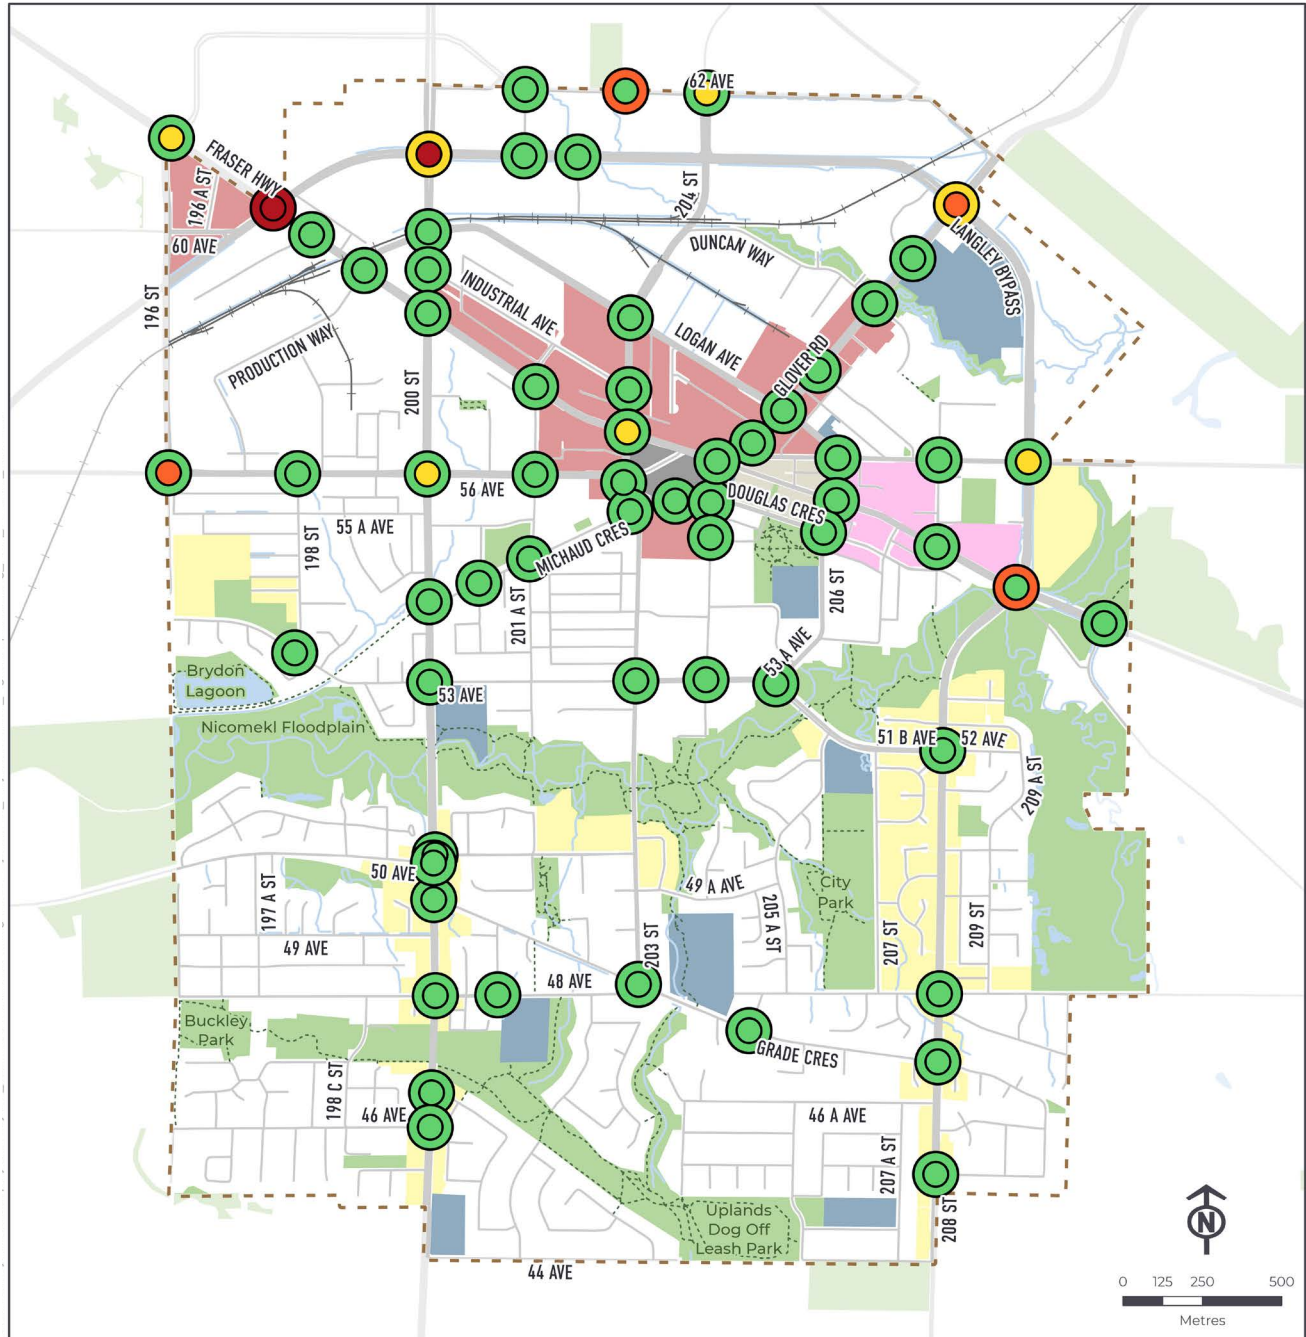 62 AVE
FRASER HWY
196 A ST
204 ST
60 AVE
DUNCAN WAY
LANGLEY BYPASS
196 ST
INDUSTRIAL AVE
LOGAN AVE
GLOVER RD
PRODUCTION WAY
200 ST
56 AVE
DOUGLAS CRES
55 A AVE
198 ST
MICHAUD CRES
201 A ST
206 ST
53 A AVE
Brydon
Lagoon
53 AVE
Nicomekl Floodplain
51 B AVE
52 AVE
209 A ST
50 AVE
49 A AVE
City
Park
197 A ST
205 A ST
207 ST
209 ST
49 AVE
203 ST
48 AVE
Buckley
Park
GRADE CRES
198 C ST
46 AVE
46 A AVE
207 A ST
Uplands
Dog Off
Leash Park
208 ST
44 AVE
N
0 125 250 500
Metres